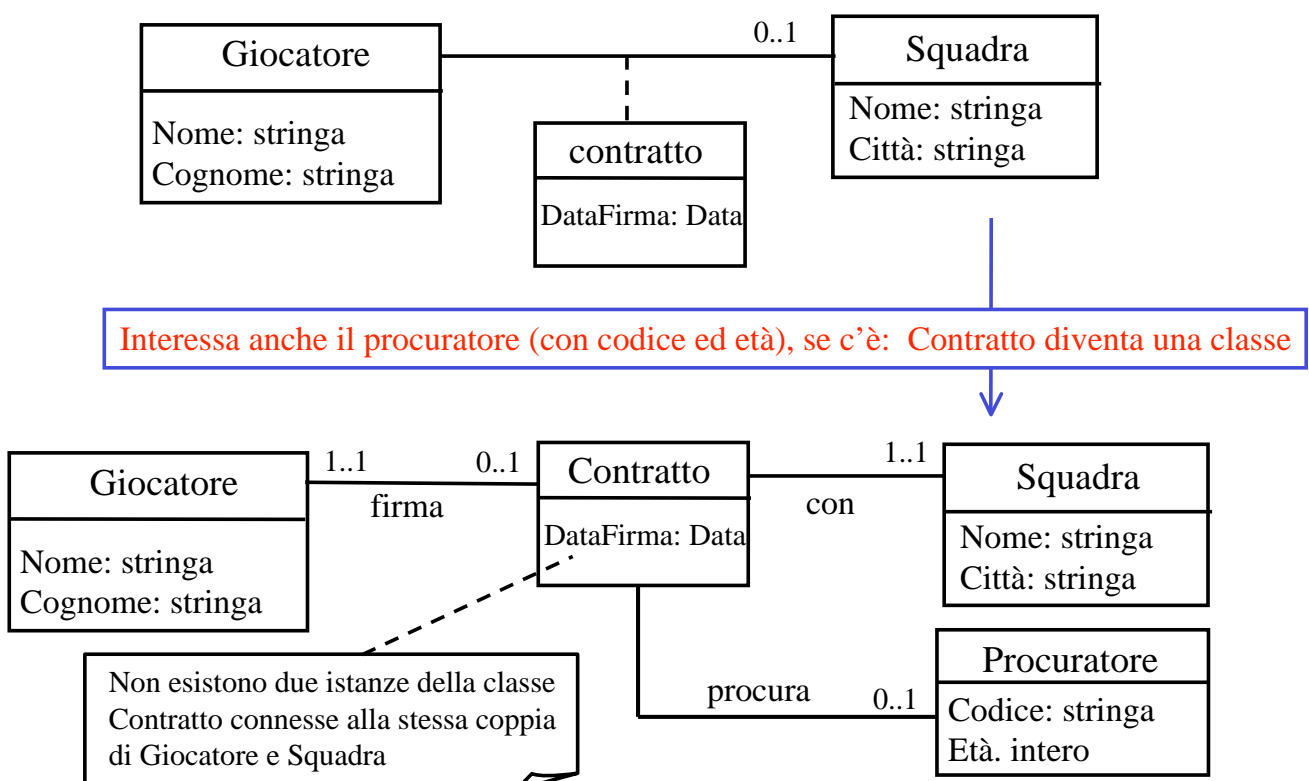 0..1
Giocatore
Squadra
Nome: stringa
Cognome: stringa
contratto
DataFirma: Data
Nome: stringa
Città: stringa
Interessa anche il procuratore (con codice ed età), se c’è: Contratto diventa una classe
Giocatore
1..1
0..1
firma
Contratto
1..1
con
Squadra
Nome: stringa
Cognome: stringa
DataFirma: Data
Nome: stringa
Città: stringa
Non esistono due istanze della classe
Contratto connesse alla stessa coppia
di Giocatore e Squadra
procura
0..1
Procuratore
Codice: stringa
Età. intero